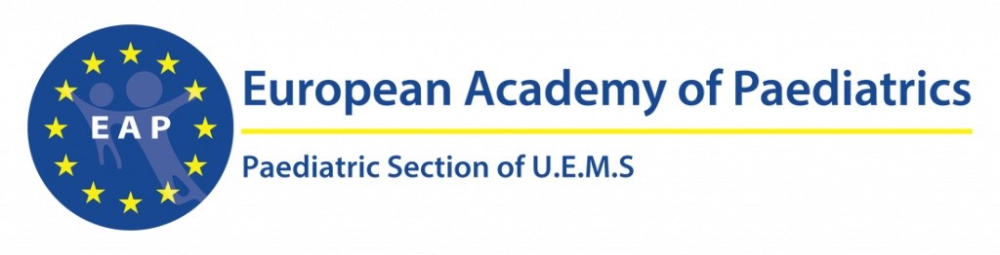 EAP
European Academy of Paediatrics
Paediatric Section of U.E.M.S